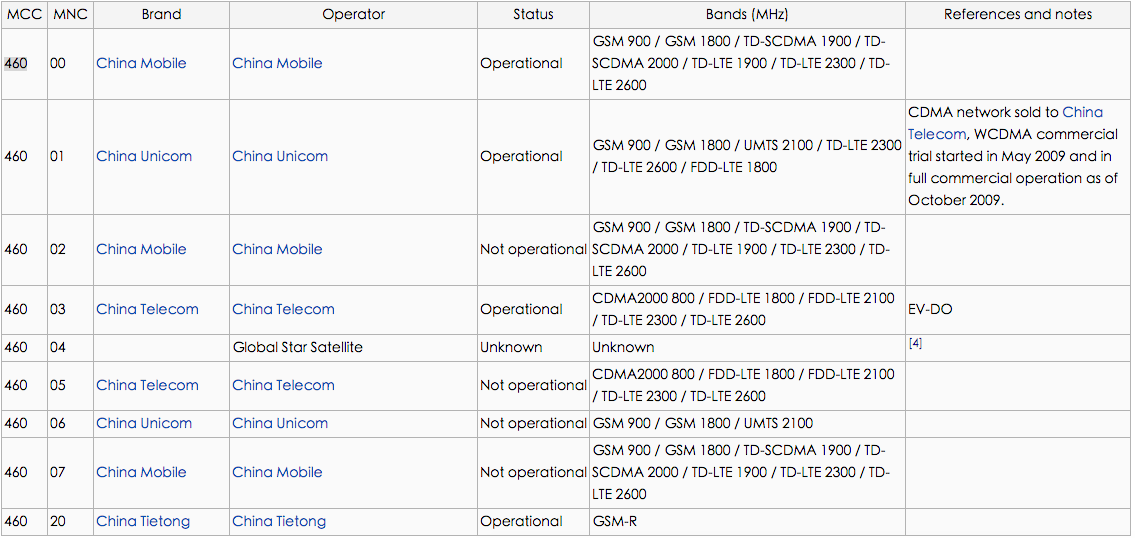 MCC MNC Brand Operator Status Bands (MHz) References and notes
460 00 China Mobile China Mobile Operational GSM 900 / GSM 1800 / TD-SCDMA 1900 / TD-
SCDMA 2000 / TD-LTE 1900 / TD-LTE 2300 / TD-
LTE 2600
460 01 China Unicom China Unicom Operational GSM 900 / GSM 1800 / UMTS 2100 / TD-LTE 2300
/ TD-LTE 2600 / FDD-LTE 1800
CDMA network sold to China
Telecom, WCDMA commercial
trial started in May 2009 and in
full commercial operation as of
October 2009.
460 02 China Mobile China Mobile Not operational GSM 900 / GSM 1800 / TD-SCDMA 1900 / TD-
SCDMA 2000 / TD-LTE 1900 / TD-LTE 2300 / TD-
LTE 2600
460 03 China Telecom China Telecom Operational CDMA2000 800 / FDD-LTE 1800 / FDD-LTE 2100
/ TD-LTE 2300 / TD-LTE 2600
EV-DO
460 04 Global Star Satellite Unknown Unknown [4]
460 05 China Telecom China Telecom Not operational CDMA2000 800 / FDD-LTE 1800 / FDD-LTE 2100
/ TD-LTE 2300 / TD-LTE 2600
460 06 China Unicom China Unicom Not operational GSM 900 / GSM 1800 / UMTS 2100
460 07 China Mobile China Mobile Not operational GSM 900 / GSM 1800 / TD-SCDMA 1900 / TD-
SCDMA 2000 / TD-LTE 1900 / TD-LTE 2300 / TD-
LTE 2600
460 20 China Tietong China Tietong Operational GSM-R